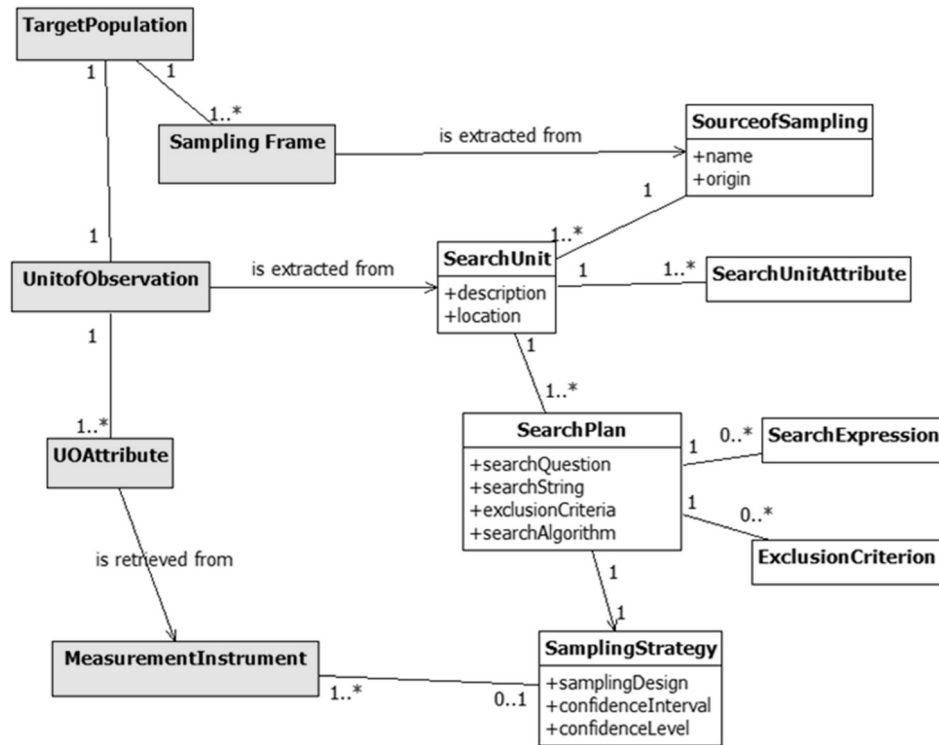 TargetPopulation
1
1
1..*
Sampling Frame
is extracted from
SourceofSampling
+name
+origin
1
1..*
1
UnitofObservation
is extracted from
SearchUnit
+description
+location
1
1..*
SearchUnitAttribute
1
1
1..*
1..*
UOAttribute
SearchPlan
+searchQuestion
+searchString
+exclusionCriteria
+searchAlgorithm
1
0..*
SearchExpression
1
0..*
ExclusionCriterion
is retrieved from
1
1
MeasurementInstrument
1..*
0..1
SamplingStrategy
+samplingDesign
+confidenceInterval
+confidenceLevel